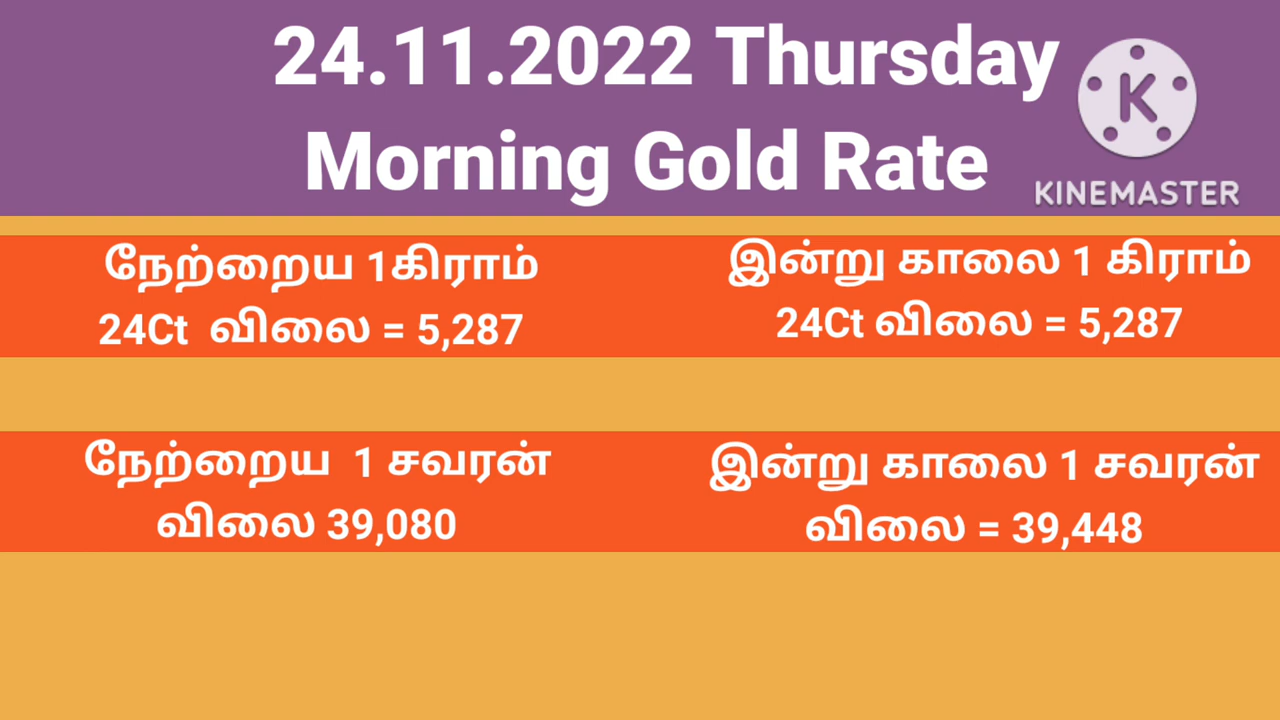 24.11.2022 Thursday
Morning Gold Rate
K
KINEMASTER
நேற்றைய 1கிராம்
24Ct விலை = 5,287
இன்று காலை 1 கிராம்
24Ct விலை = 5,287
நேற்றைய 1 சவரன்
விலை 39,080
இன்று காலை 1 சவரன்
விலை = 39,448